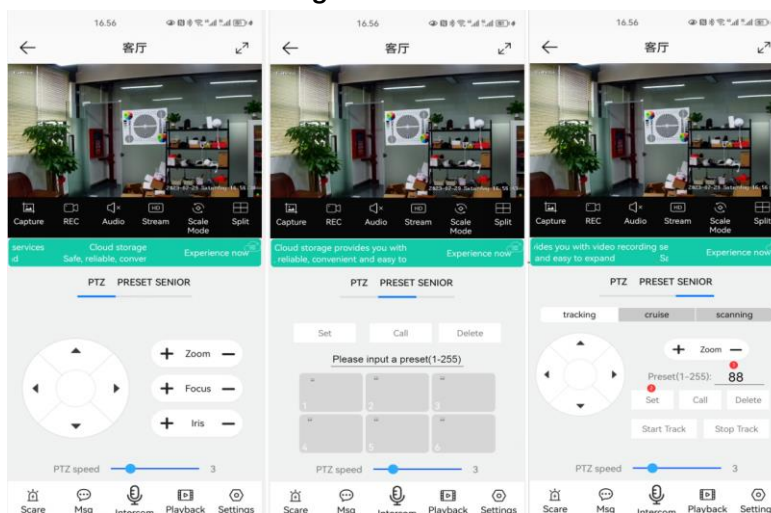 16.56
客厅
Capture REC Audio Stream Scale Mode Split
HD
services Cloud storage
Safe, reliable, conver
Experience now
PTZ PRESET SENIOR
+ Zoom −
+ Focus −
+ Iris −
PTZ speed 3
Scare Msg Intercom Playback Settings
16.56
客厅
Capture REC Audio Stream Scale Mode Split
HD
Cloud storage provides you with
reliable, convenient and easy to
Experience now
PTZ PRESET SENIOR
Set Call Delete
Please input a preset(1-255)
1 2 3
4 5 6
PTZ speed 3
Scare Msg Intercom Playback Settings
16.56
客厅
Capture REC Audio Stream Scale Mode Split
HD
ides you with video recording se
and easy to expand
Experience now
PTZ PRESET SENIOR
tracking cruise scanning
+ Zoom −
Preset(1-255): 88
Set Call Delete
Start Track Stop Track
PTZ speed 3
Scare Msg Intercom Playback Settings